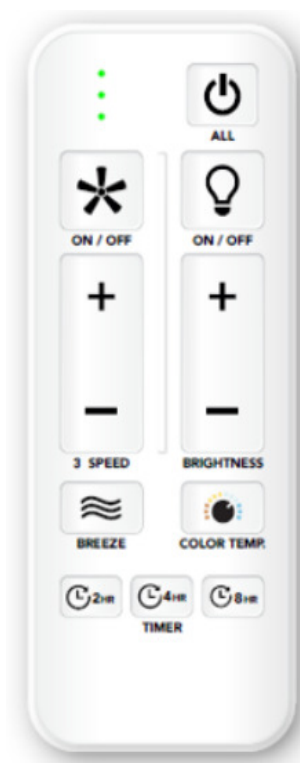 ALL
ON / OFF ON / OFF
+ +
− −
3 SPEED BRIGHTNESS
BREEZE COLOR TEMP.
2HR 4HR 8HR
TIMER